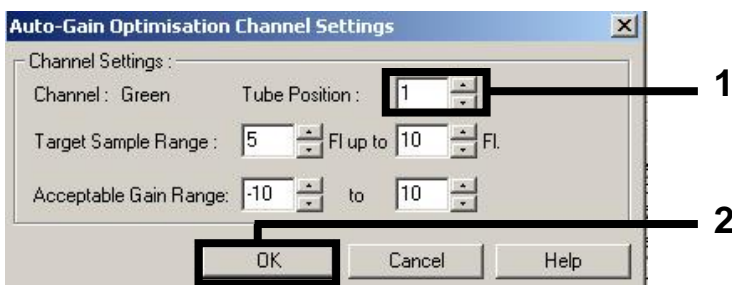 Auto-Gain Optimisation Channel Settings
Channel Settings :
Channel : Green Tube Position : 1 1
Target Sample Range : 5 Fl up to 10 Fl.
Acceptable Gain Range: -10 to 10
2
OK Cancel Help